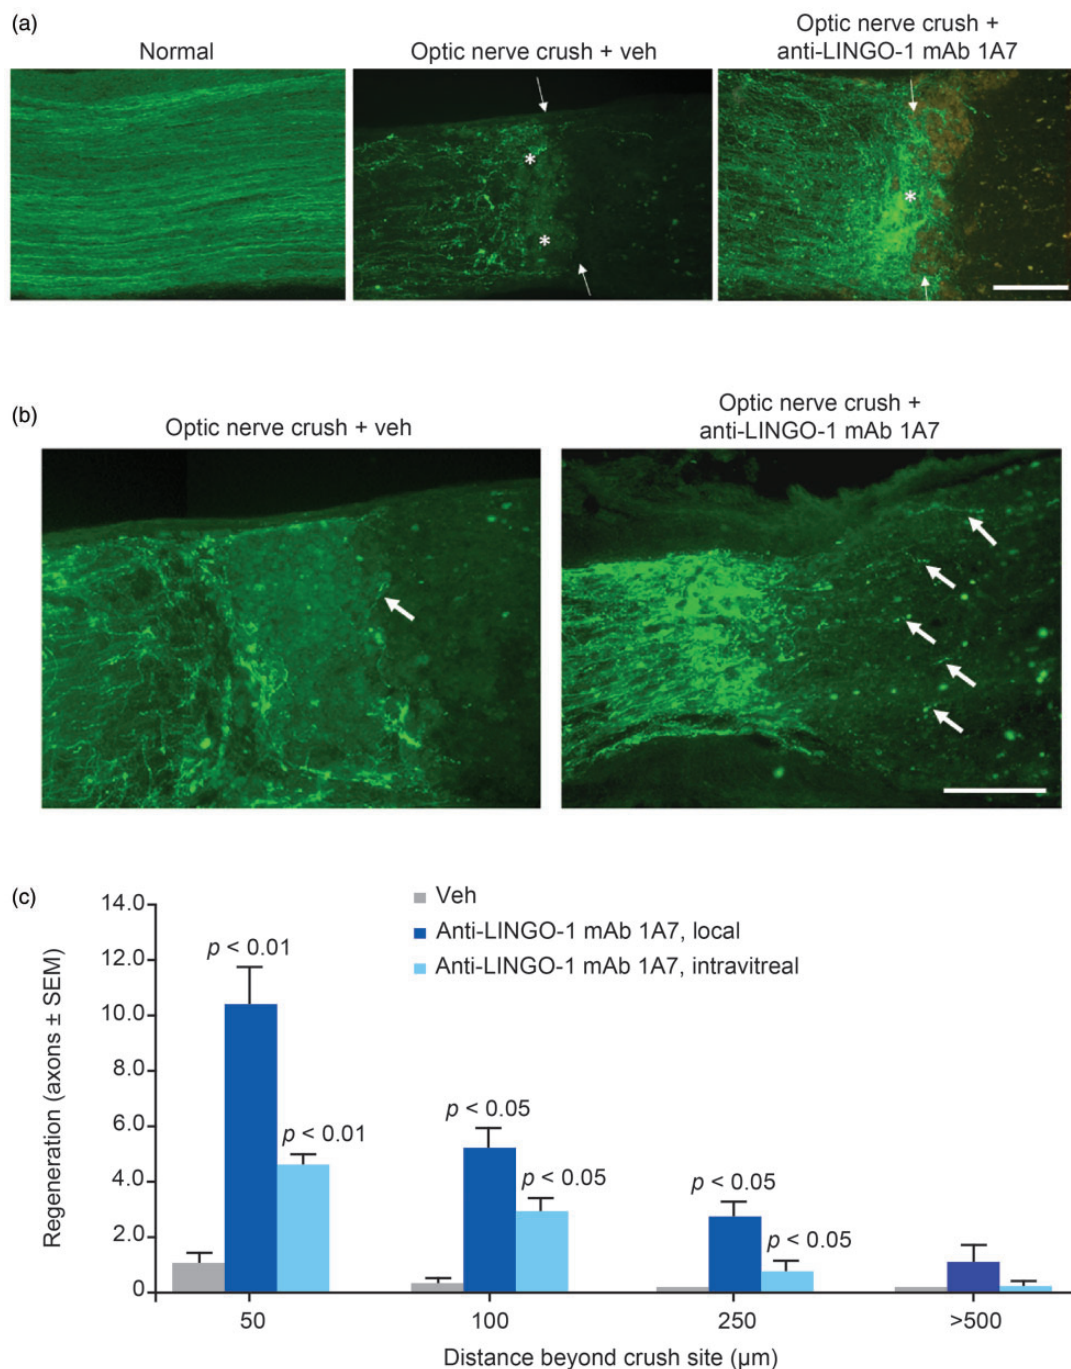 (a)
Normal
Optic nerve crush + veh
Optic nerve crush +
anti-LINGO-1 mAb 1A7
*
*
*
(b)
Optic nerve crush + veh
Optic nerve crush +
anti-LINGO-1 mAb 1A7
(c)
Regeneration (axons ± SEM)
14.0
12.0
10.0
8.0
6.0
4.0
2.0
0
Veh
Anti-LINGO-1 mAb 1A7, local
Anti-LINGO-1 mAb 1A7, intravitreal
p < 0.01
p < 0.01
p < 0.05
p < 0.05
p < 0.05
p < 0.05
50
100
250
>500
Distance beyond crush site (µm)